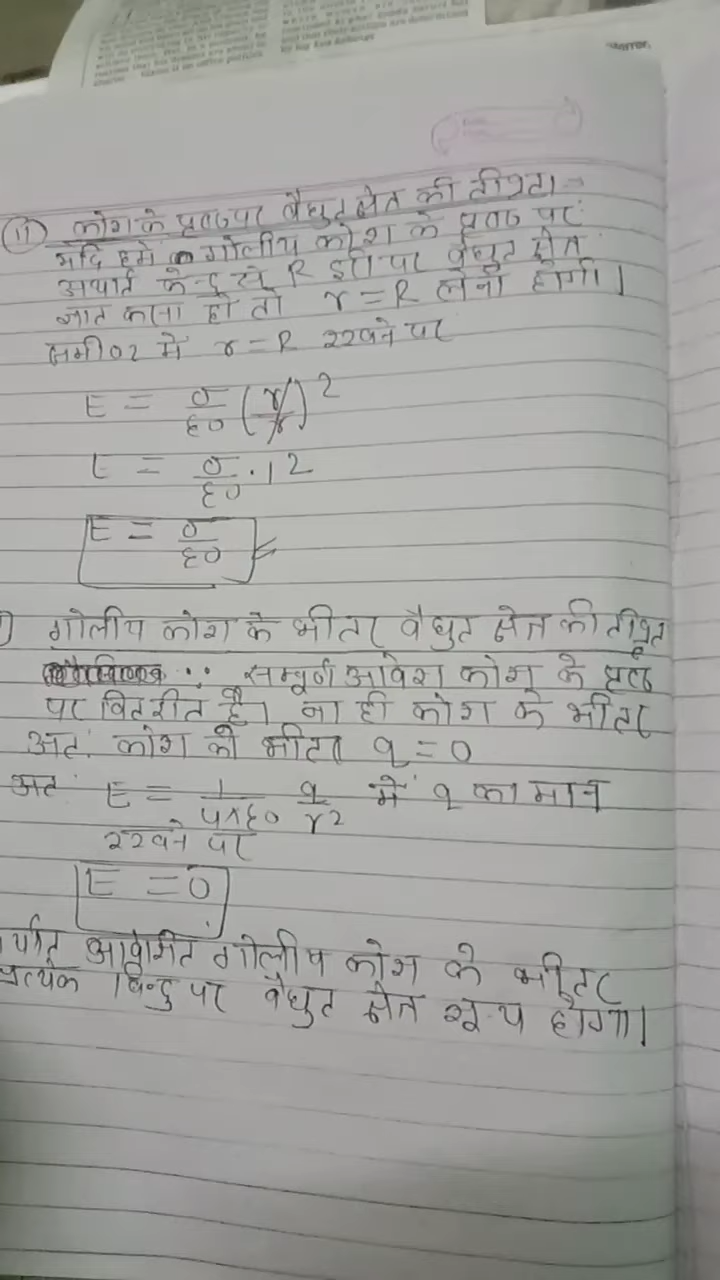 (ii) कोश के पृष्ठ पर वैधुत क्षेत्र की तीव्रता :-
यदि हमे गोलीय कोश के पृष्ठ पर
अर्थात केन्द्र से R दूरी पर वैधुत क्षेत्र
ज्ञात करना हो तो r = R लेना होगा।
समी० 2 में r = R रखने पर
E = σ/ε0 (r/r)²
E = σ/ε0 . 1²
E = σ/ε0
गोलीय कोश के भीतर वैधुत क्षेत्र की तीव्रता
∵ सम्पूर्ण आवेश कोश के पृष्ठ
पर वितरीत है। ना ही कोश के भीतर
अत: कोश के भीतर q = 0
अत: E = 1/4πε0 q/r² में q का मान
रखने पर
E = 0
र्थात आवेशित गोलीय कोश के भीतर
प्रत्येक बिन्दु पर वैधुत क्षेत्र शून्य होगा।